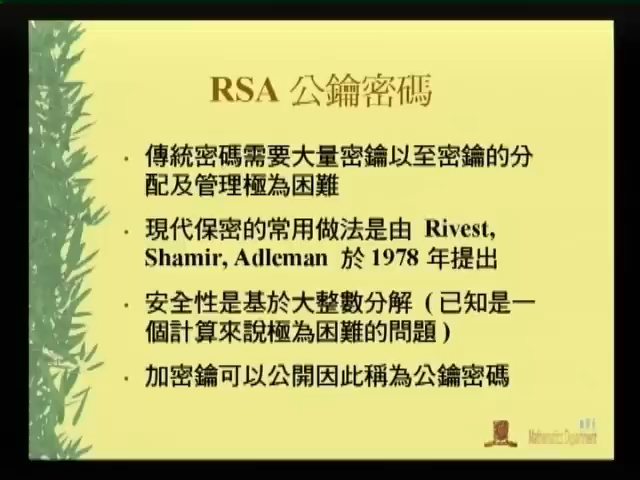 RSA 公鑰密碼
傳統密碼需要大量密鑰以至密鑰的分
配及管理極為困難
現代保密的常用做法是由 Rivest,
Shamir, Adleman 於 1978 年提出
安全性是基於大整數分解 ( 已知是一
個計算來說極為困難的問題 )
加密鑰可以公開因此稱為公鑰密碼
Mathematics Department